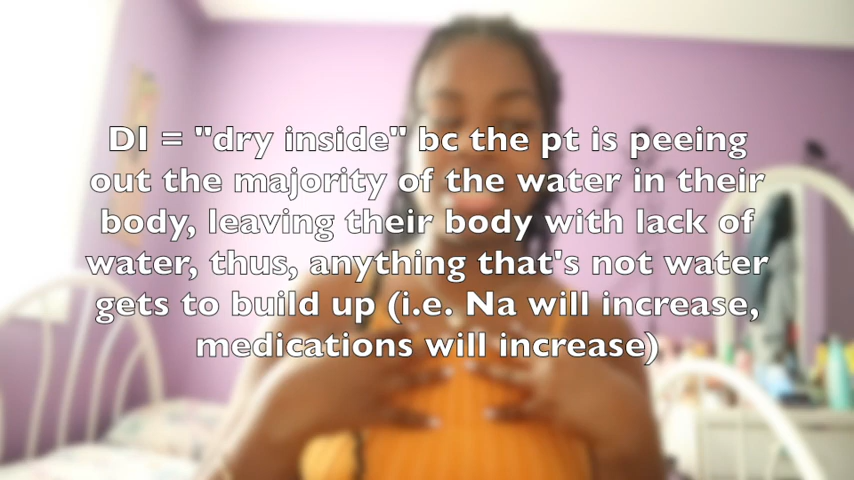 DI = "dry inside" bc the pt is peeing
out the majority of the water in their
body, leaving their body with lack of
water, thus, anything that's not water
gets to build up (i.e. Na will increase,
medications will increase)